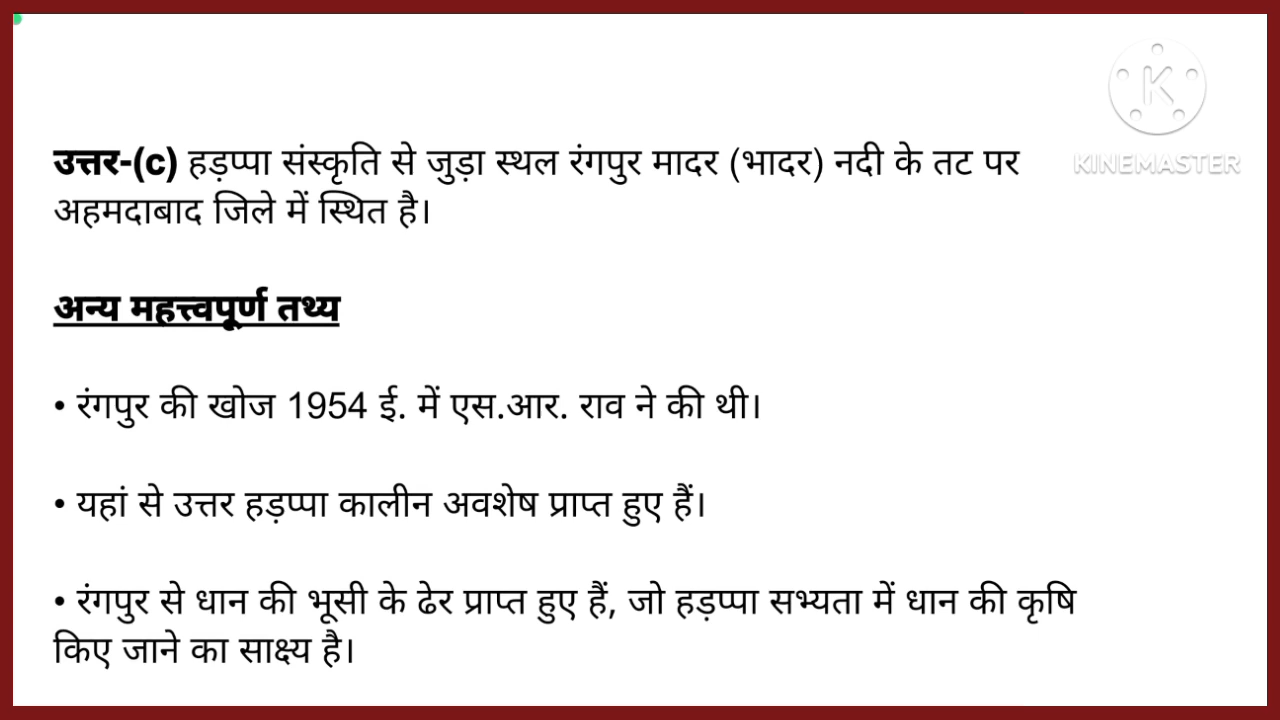 उत्तर-(c) हड़प्पा संस्कृति से जुड़ा स्थल रंगपुर मादर (भादर) नदी के तट पर
अहमदाबाद जिले में स्थित है।
K
KINEMASTER
अन्य महत्त्वपूर्ण तथ्य
• रंगपुर की खोज 1954 ई. में एस.आर. राव ने की थी।
• यहां से उत्तर हड़प्पा कालीन अवशेष प्राप्त हुए हैं।
• रंगपुर से धान की भूसी के ढेर प्राप्त हुए हैं, जो हड़प्पा सभ्यता में धान की कृषि
किए जाने का साक्ष्य है।